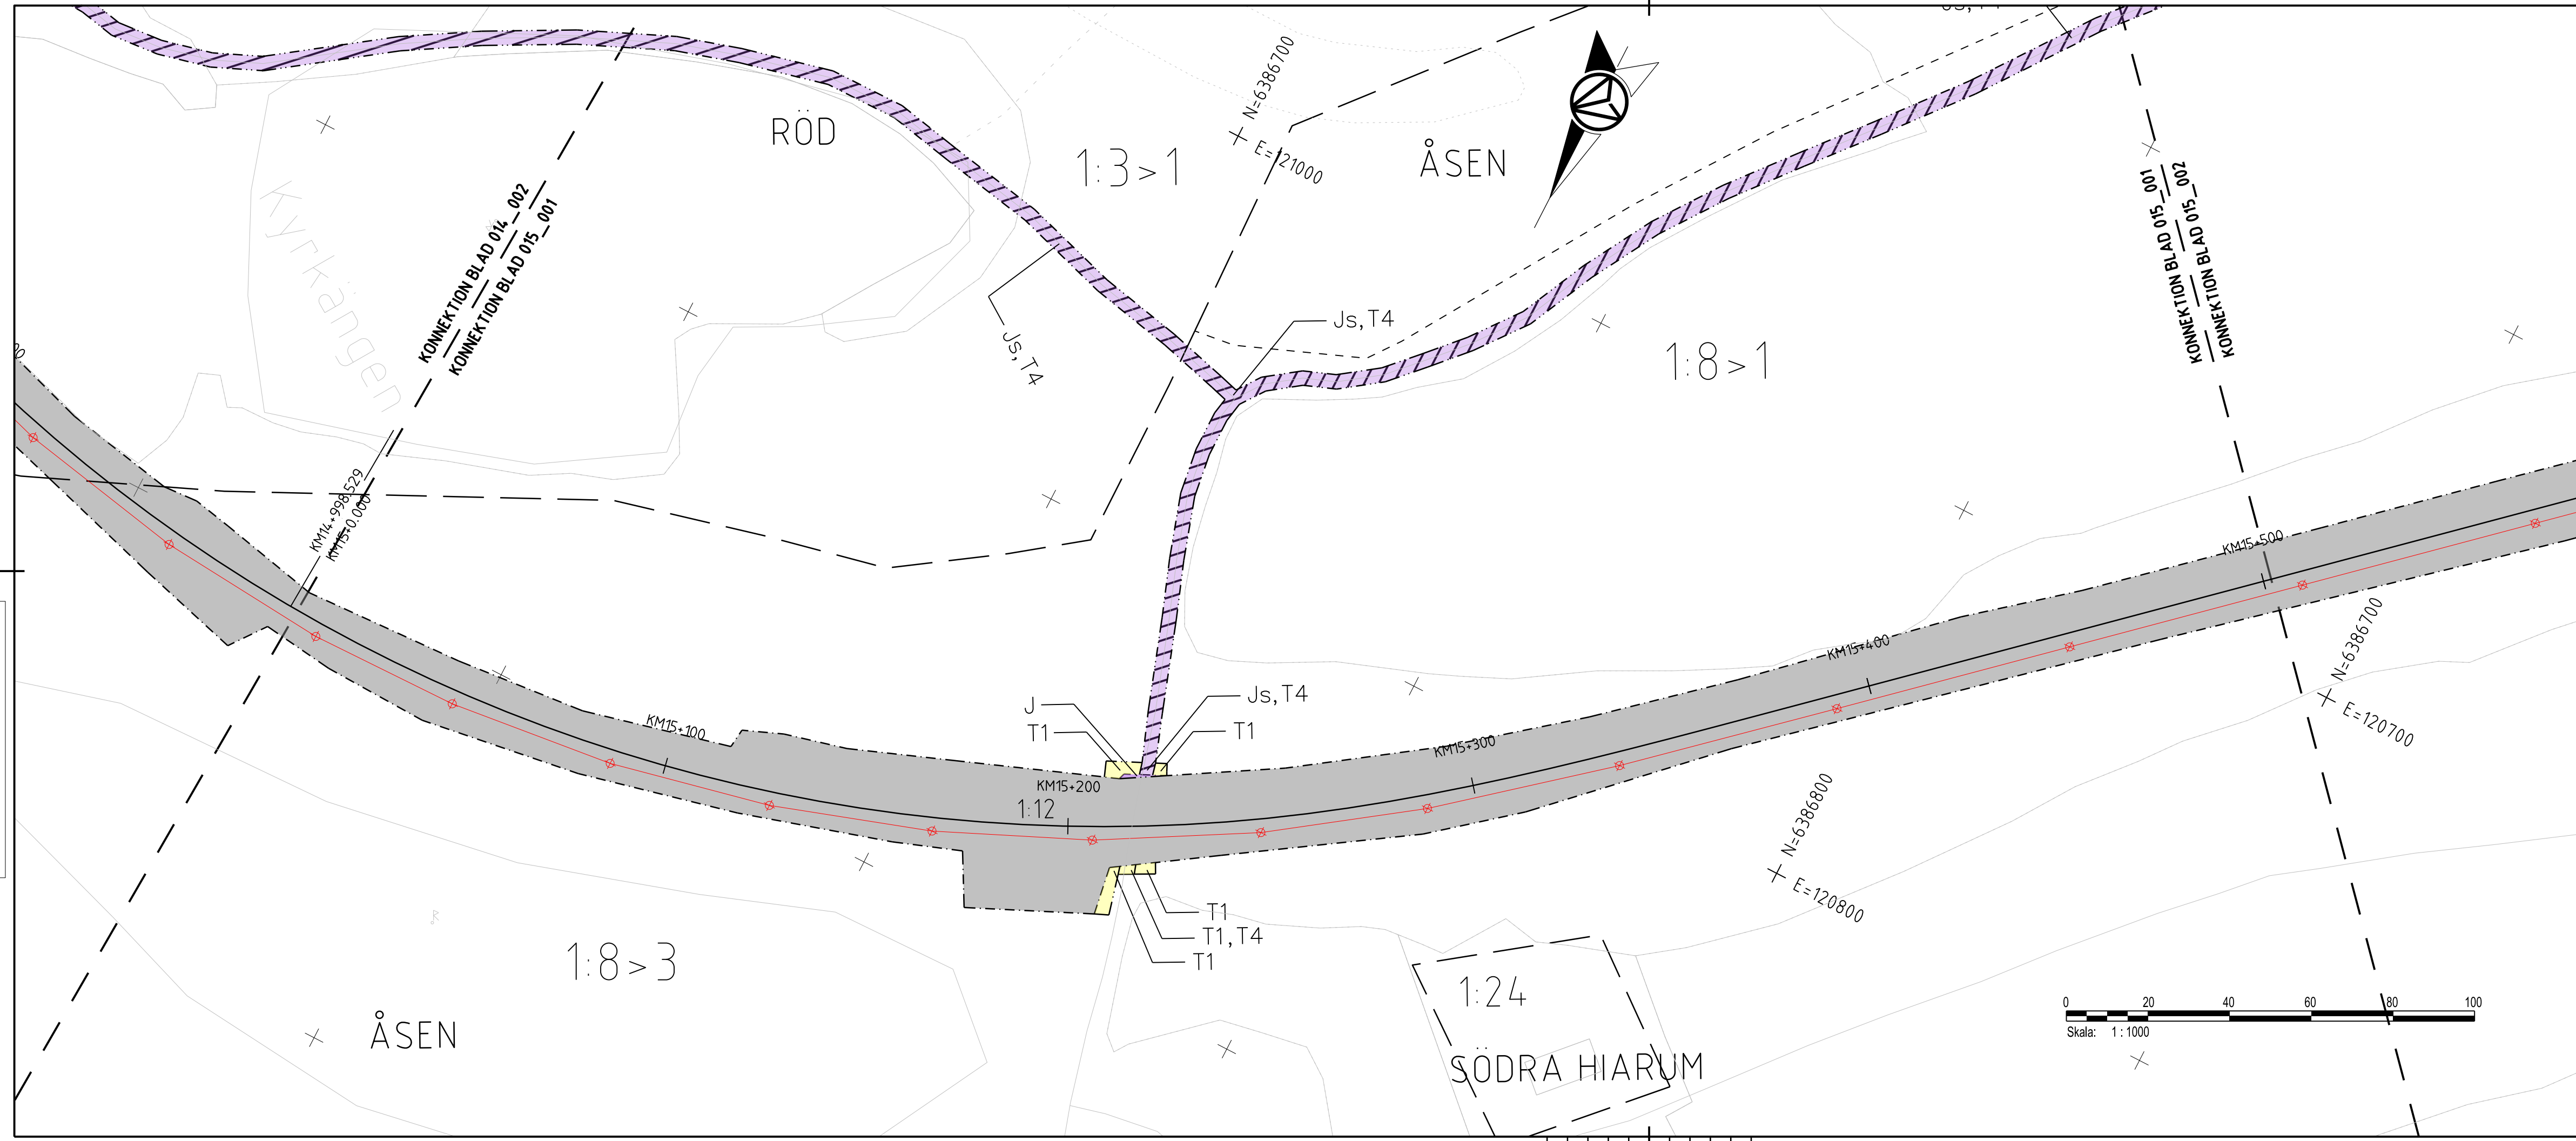 RÖD
1:3>1
N=6386700
E=121000
ÅSEN
Kyrkängen
KONNEKTION BLAD 014_002
KONNEKTION BLAD 015_001
KONNEKTION BLAD 015_001
KONNEKTION BLAD 015_002
Js,T4
Js,T4
1:8>1
KM14+998.529
KM15+0.000
KM15+500
N=6386700
E=120700
KM15+400
J
T1
Js,T4
T1
KM15+100
KM15+300
KM15+200
1:12
N=6386800
E=120800
T1
T1,T4
T1
1:8>3
ÅSEN
1:24
SÖDRA HIARUM
0 20 40 60 80 100
Skala: 1 : 1000